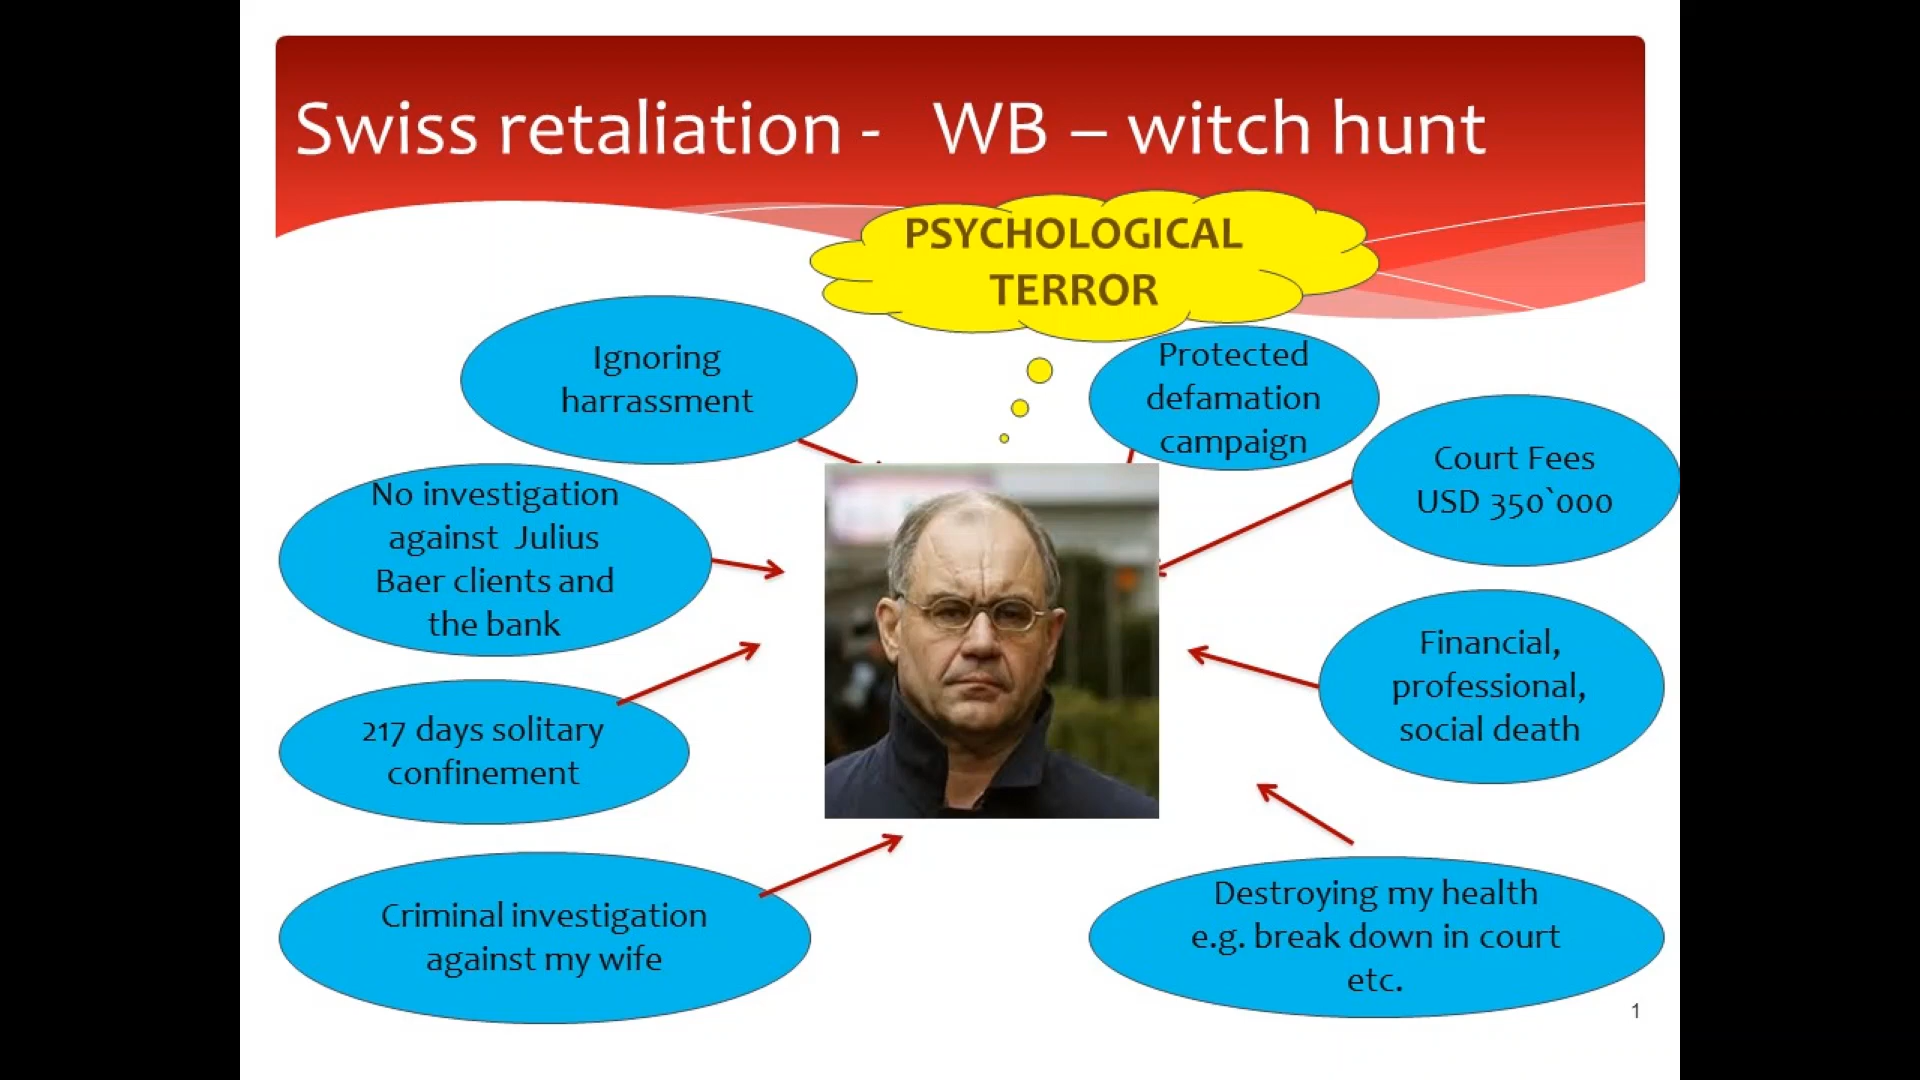 Swiss retaliation - WB – witch hunt
PSYCHOLOGICAL
TERROR
Ignoring
harrassment
Protected
defamation
campaign
Court Fees
USD 350`000
No investigation
against Julius
Baer clients and
the bank
Financial,
professional,
social death
217 days solitary
confinement
Criminal investigation
against my wife
Destroying my health
e.g. break down in court
etc.
1